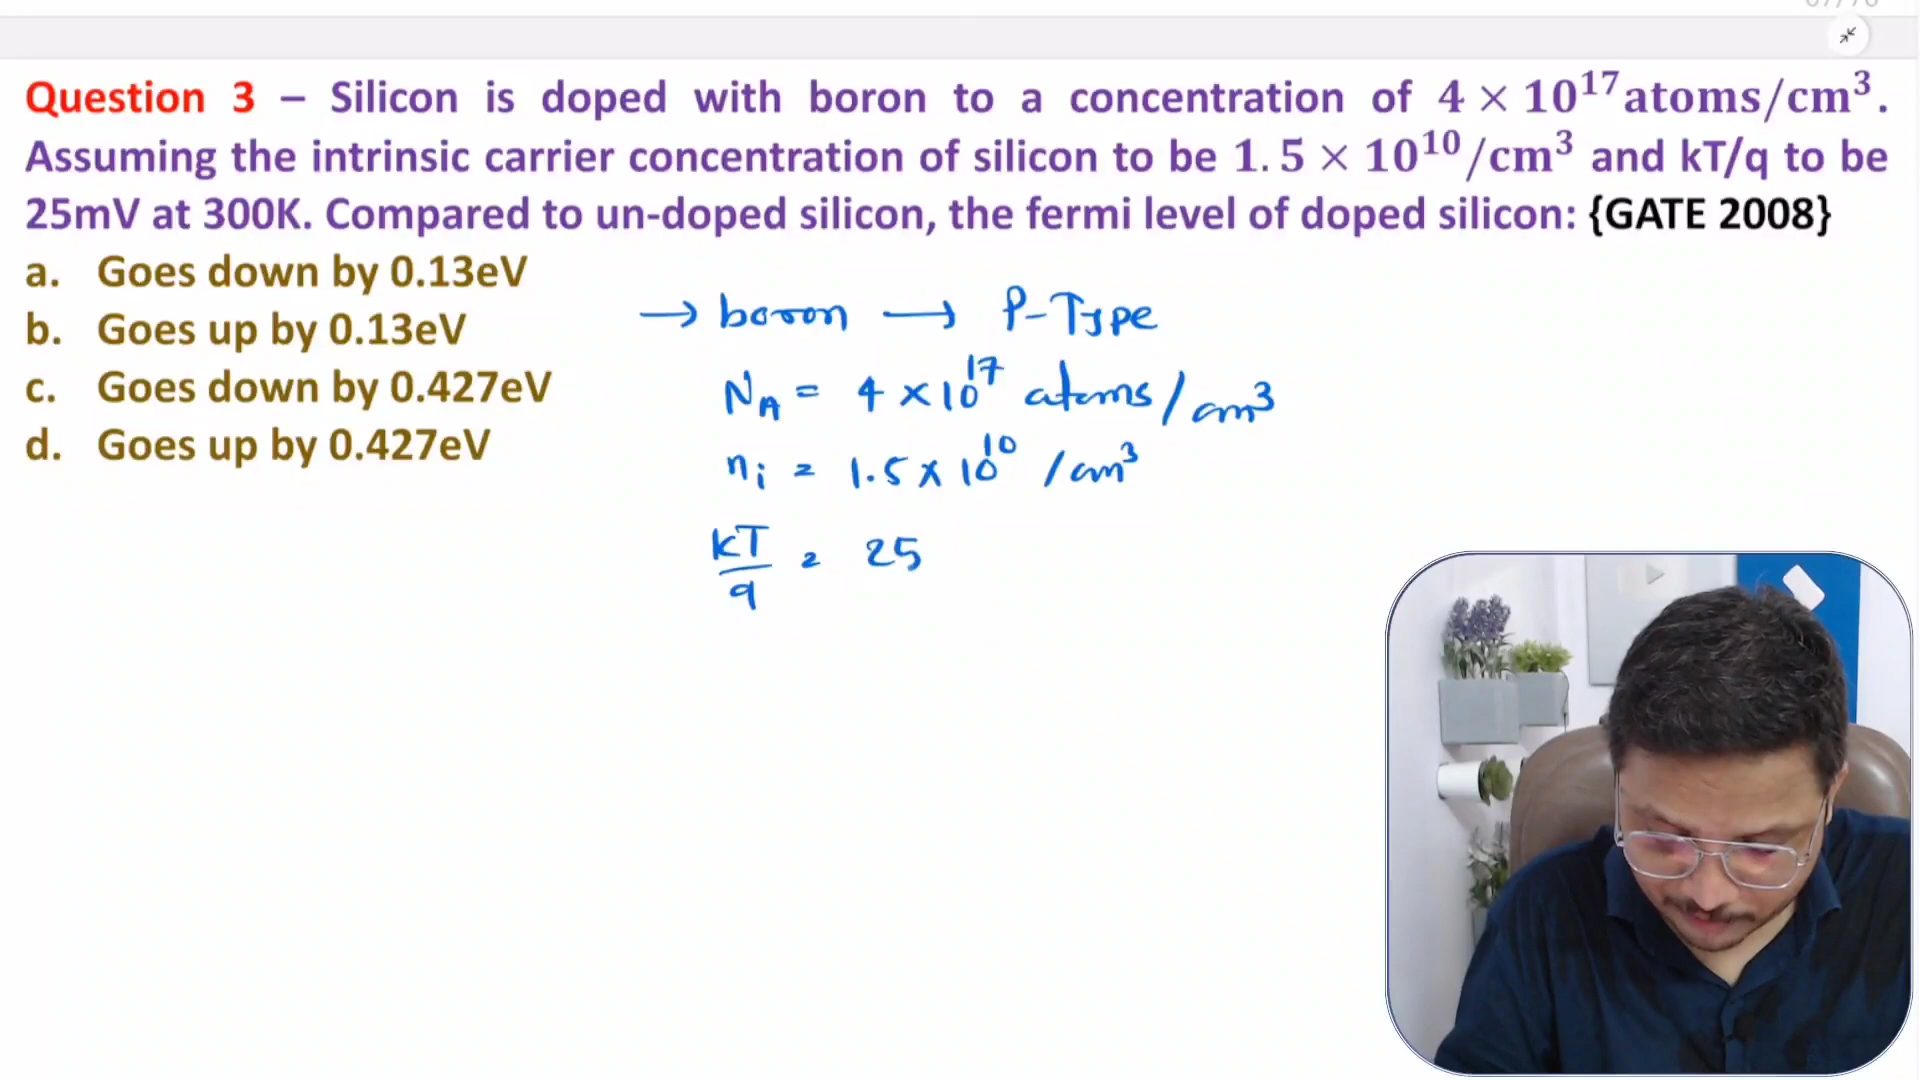 Question 3 – Silicon is doped with boron to a concentration of 4 × 10¹⁷atoms/cm³.
Assuming the intrinsic carrier concentration of silicon to be 1.5 × 10¹⁰/cm³ and kT/q to be
25mV at 300K. Compared to un-doped silicon, the fermi level of doped silicon: {GATE 2008}
a. Goes down by 0.13eV
b. Goes up by 0.13eV
c. Goes down by 0.427eV
d. Goes up by 0.427eV
→ boron → P-Type
N_A = 4 × 10¹⁷ atoms/cm³
n_i = 1.5 × 10¹⁰ /cm³
kT/q = 25